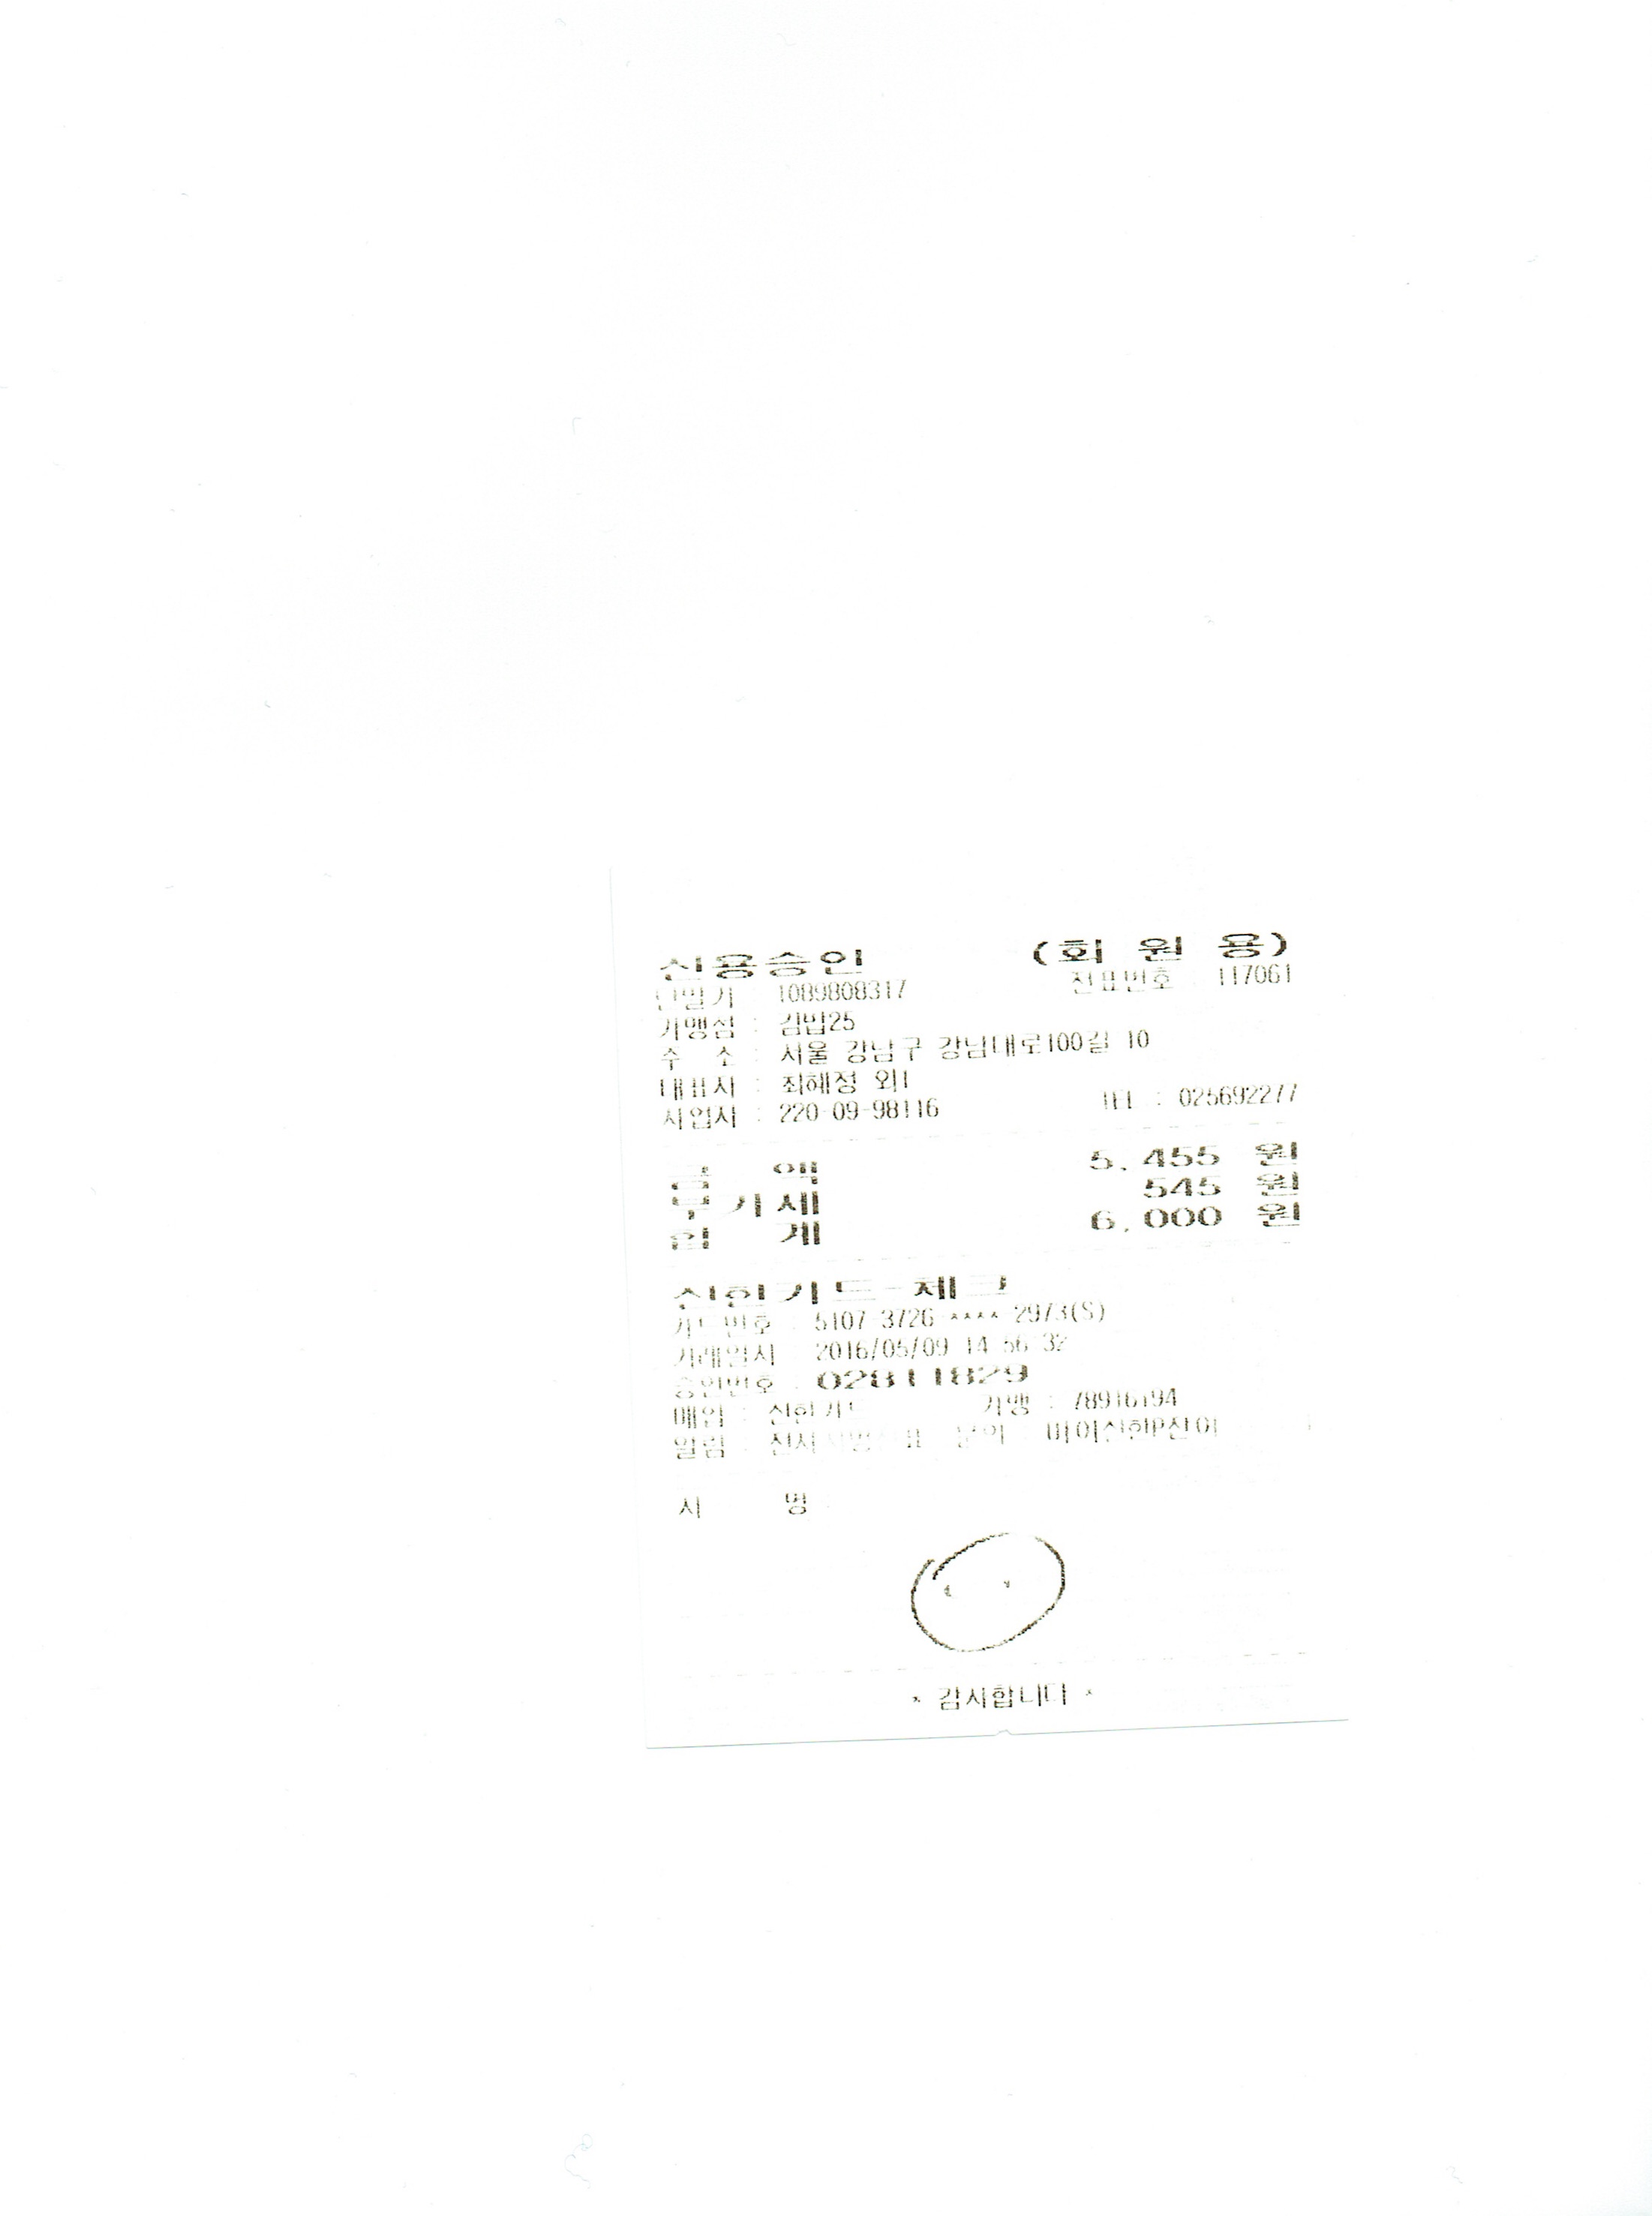 신용승인 (회 원 용)
단말기 : 1089808317 전표번호 : 117061
가맹점 : 김밥25
주 소 : 서울 강남구 강남대로100길 10
대표자 : 최혜정 외1
사업자 : 220-09-98116 TEL : 025692277
금 액 5,455 원
부가세 545 원
합 계 6,000 원
신한카드-체크
카드번호 : 5107-3726-****-2973(S)
거래일시 : 2016/05/09 14:56:32
승인번호 : 02811829
매입 : 신한카드 가맹 : 78916194
알림 : 문의 :
서 명 :
* 감사합니다 *